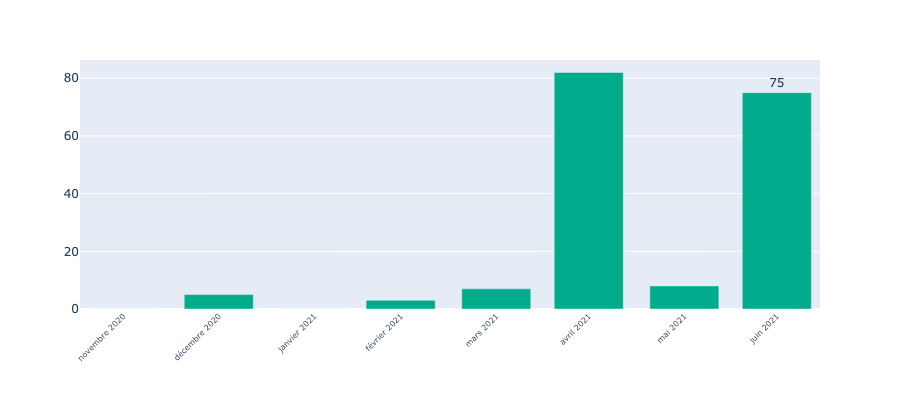 80
60
40
20
0
75
novembre 2020
décembre 2020
janvier 2021
février 2021
mars 2021
avril 2021
mai 2021
juin 2021